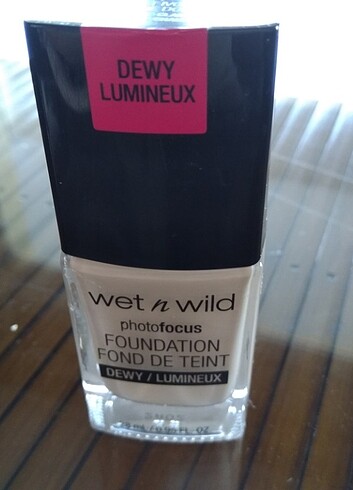 DEWY
LUMINEUX
wet n wild
photofocus
FOUNDATION
FOND DE TEINT
DEWY / LUMINEUX